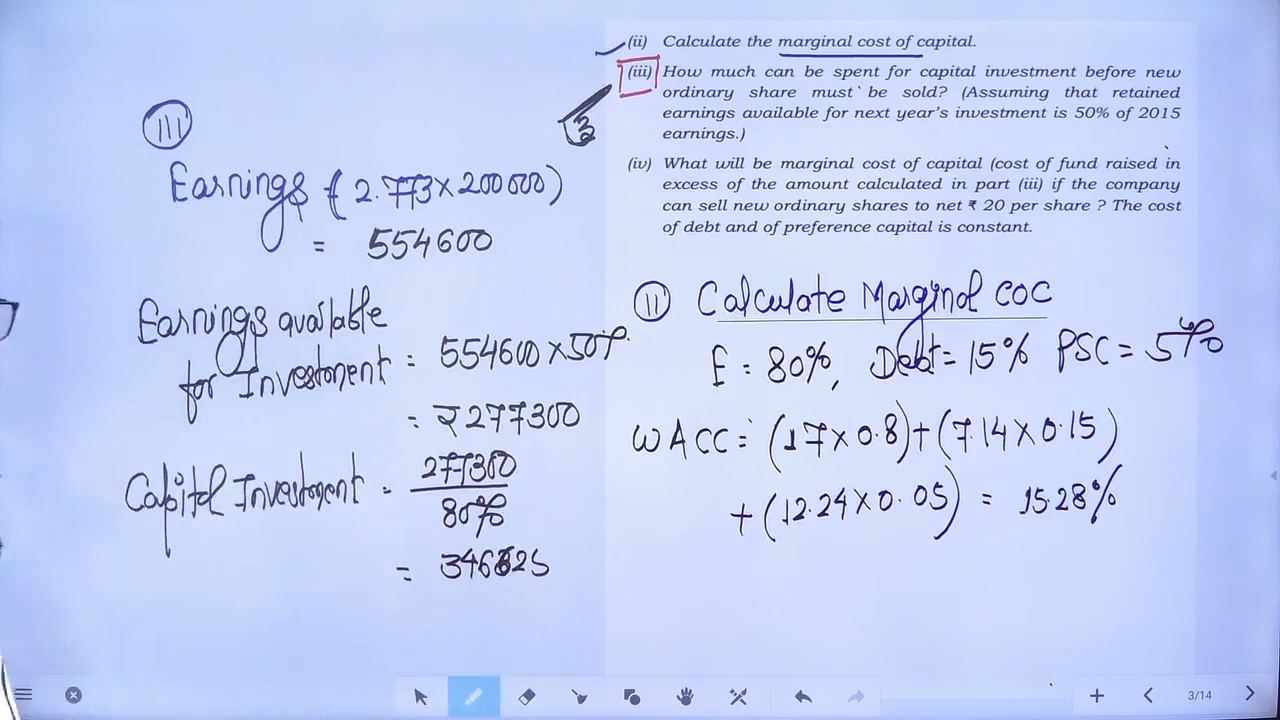 (ii) Calculate the marginal cost of capital.
(iii) How much can be spent for capital investment before new
ordinary share must be sold? (Assuming that retained
earnings available for next year's investment is 50% of 2015
earnings.)
(iv) What will be marginal cost of capital (cost of fund raised in
excess of the amount calculated in part (iii) if the company
can sell new ordinary shares to net ₹ 20 per share ? The cost
of debt and of preference capital is constant.
III
Earnings (2.773×200000)
= 554600
Earnings available
for Investment = 554600×50%
= ₹277300
Capital Investment = 277300
80%
= 346625
II Calculate Marginal COC
E = 80%, Debt = 15% PSC = 5%
WACC = (17×0.8)+(7.14×0.15)
+(12.24×0.05) = 15.28%
3/14